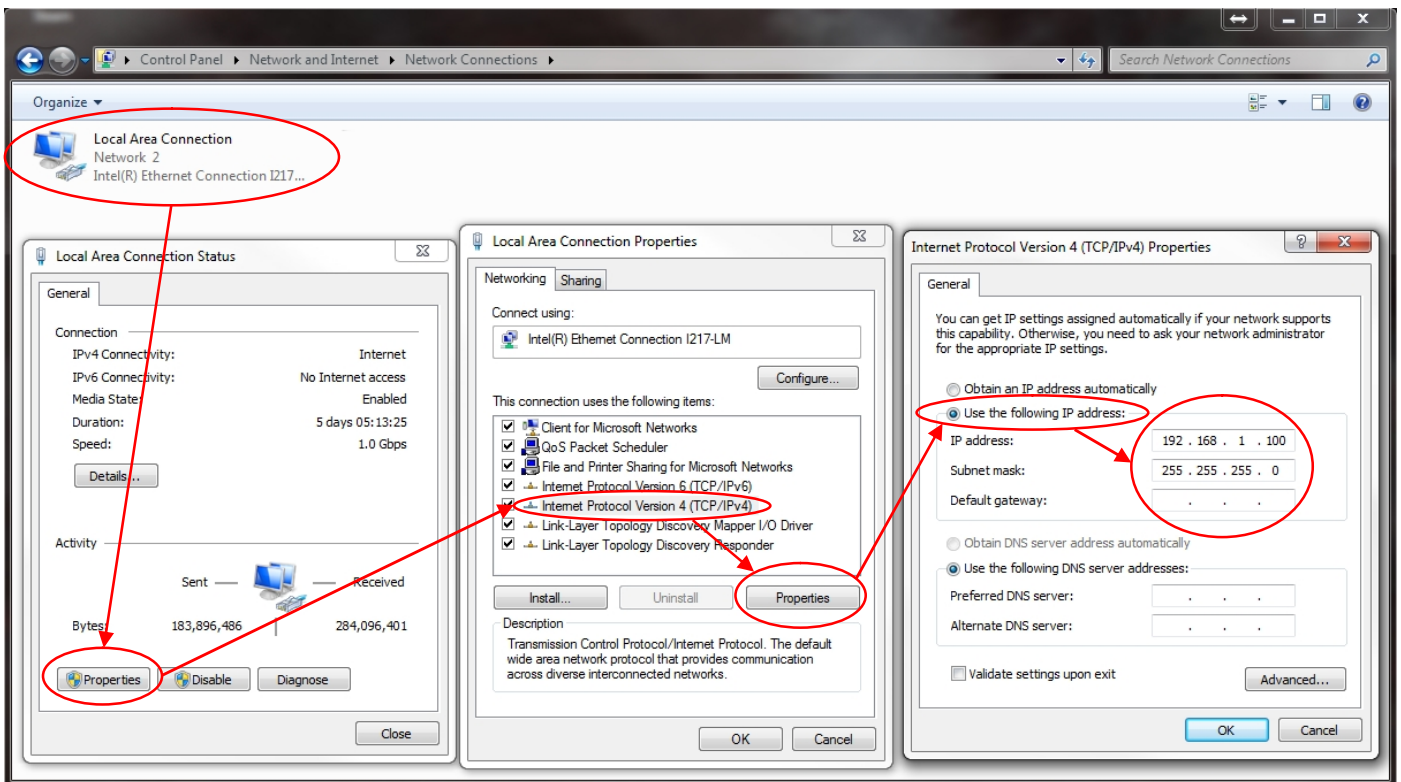 Control Panel Network and Internet Network Connections
Search Network Connections
Organize
Local Area Connection
Network 2
Intel(R) Ethernet Connection I217...
Local Area Connection Status
General
Connection
IPv4 Connectivity: Internet
IPv6 Connectivity: No Internet access
Media State: Enabled
Duration: 5 days 05:13:25
Speed: 1.0 Gbps
Details...
Activity
Sent Received
Bytes: 183,896,486 284,096,401
Properties Disable Diagnose
Close
Local Area Connection Properties
Networking Sharing
Connect using:
Intel(R) Ethernet Connection I217-LM
Configure...
This connection uses the following items:
Client for Microsoft Networks
QoS Packet Scheduler
File and Printer Sharing for Microsoft Networks
Internet Protocol Version 6 (TCP/IPv6)
Internet Protocol Version 4 (TCP/IPv4)
Link-Layer Topology Discovery Mapper I/O Driver
Link-Layer Topology Discovery Responder
Install... Uninstall Properties
Description
Transmission Control Protocol/Internet Protocol. The default
wide area network protocol that provides communication
across diverse interconnected networks.
OK Cancel
Internet Protocol Version 4 (TCP/IPv4) Properties
General
You can get IP settings assigned automatically if your network supports
this capability. Otherwise, you need to ask your network administrator
for the appropriate IP settings.
Obtain an IP address automatically
Use the following IP address:
IP address: 192 . 168 . 1 . 100
Subnet mask: 255 . 255 . 255 . 0
Default gateway: . . .
Obtain DNS server address automatically
Use the following DNS server addresses:
Preferred DNS server: . . .
Alternate DNS server: . . .
Validate settings upon exit
Advanced...
OK Cancel